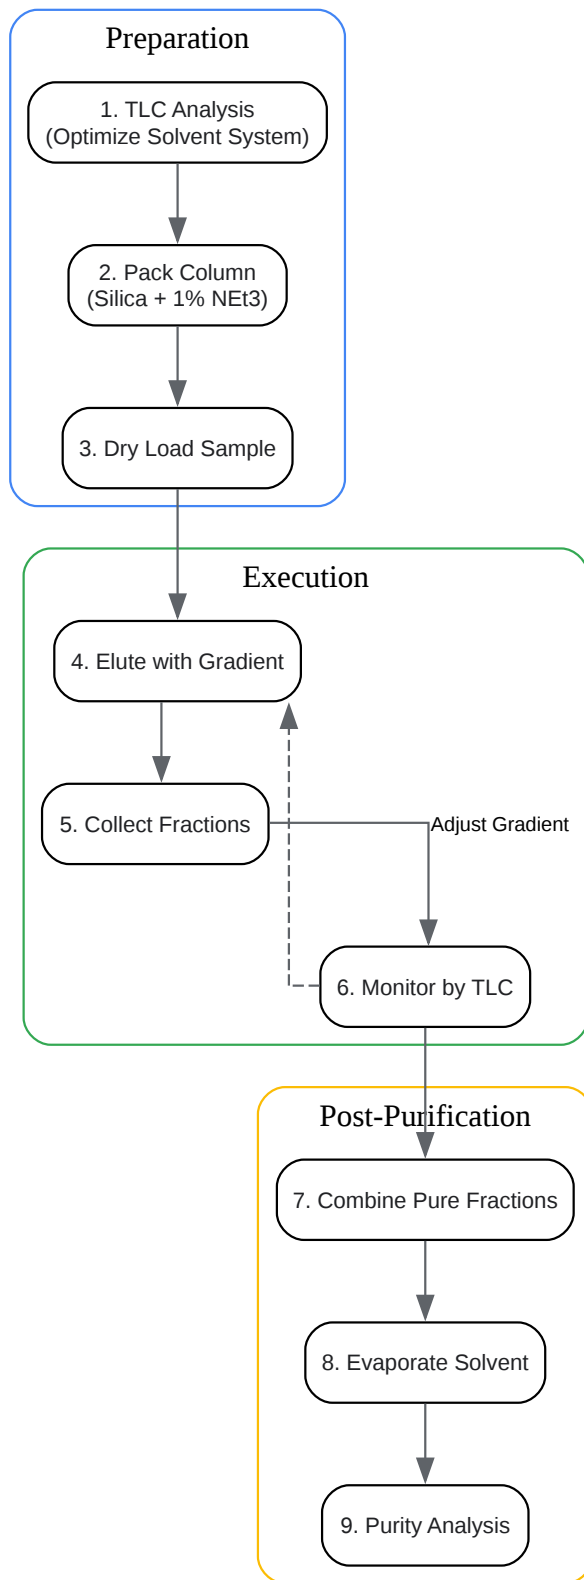 Preparation
1. TLC Analysis
(Optimize Solvent System)
2. Pack Column
(Silica + 1% NEt3)
3. Dry Load Sample
Execution
4. Elute with Gradient
5. Collect Fractions
Adjust Gradient
6. Monitor by TLC
Post-Purification
7. Combine Pure Fractions
8. Evaporate Solvent
9. Purity Analysis